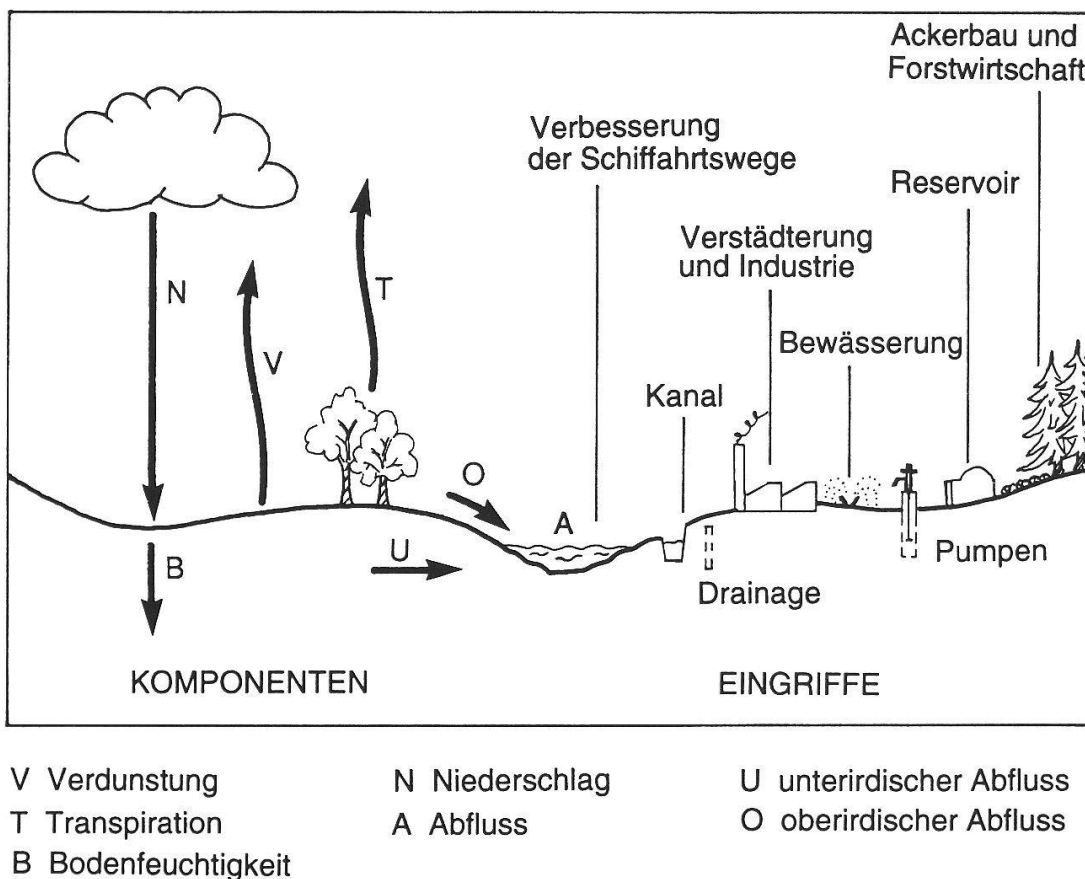 Ackerbau und
Forstwirtschaft
Verbesserung
der Schiffahrtswege
Reservoir
Verstädterung
und Industrie
N
T
V
Bewässerung
Kanal
O
A
U
B
Pumpen
Drainage
KOMPONENTEN
EINGRIFFE
V Verdunstung
N Niederschlag
U unterirdischer Abfluss
T Transpiration
A Abfluss
O oberirdischer Abfluss
B Bodenfeuchtigkeit